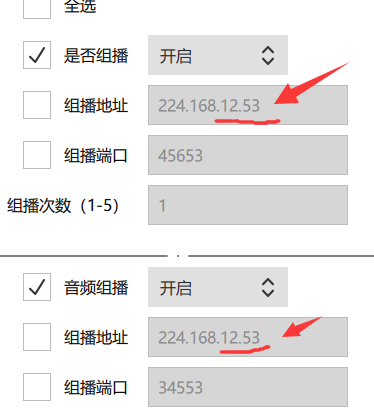 全选
是否组播 开启
组播地址 224.168.12.53
组播端口 45653
组播次数（1-5） 1
音频组播 开启
组播地址 224.168.12.53
组播端口 34553